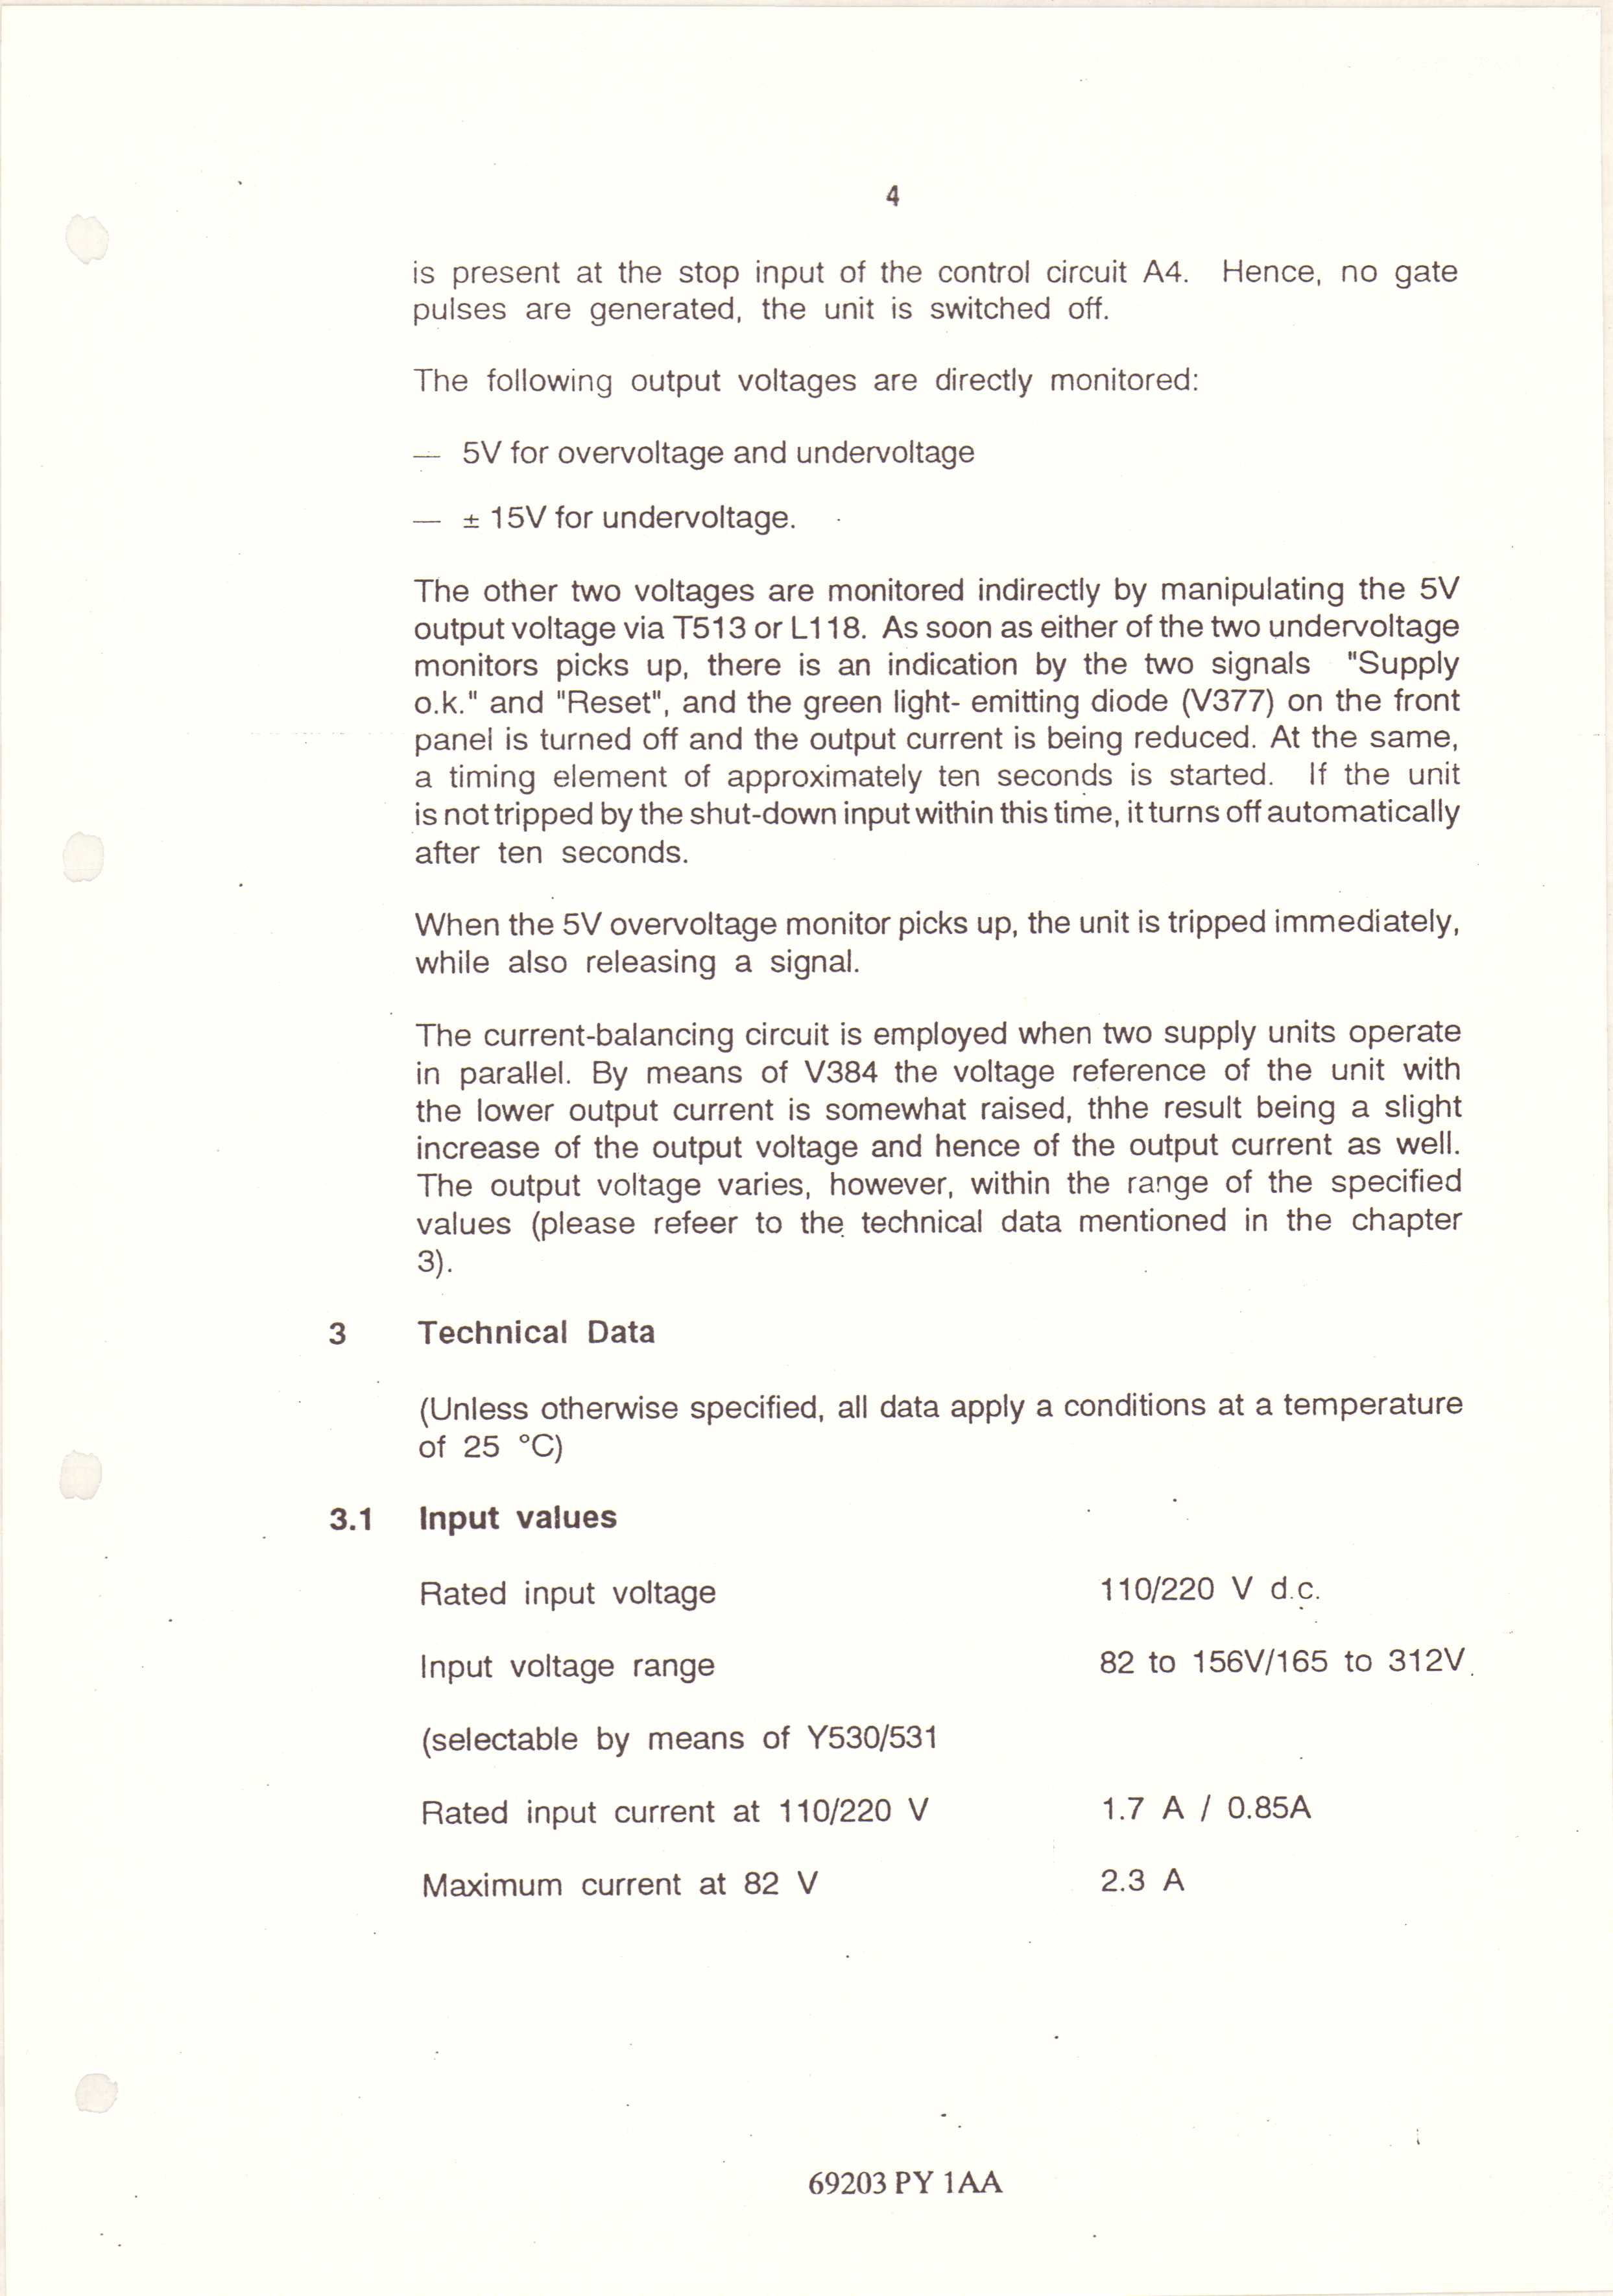 4
is present at the stop input of the control circuit A4. Hence, no gate
pulses are generated, the unit is switched off.
The following output voltages are directly monitored:
— 5V for overvoltage and undervoltage
— ± 15V for undervoltage.
The other two voltages are monitored indirectly by manipulating the 5V
output voltage via T513 or L118. As soon as either of the two undervoltage
monitors picks up, there is an indication by the two signals "Supply
o.k." and "Reset", and the green light- emitting diode (V377) on the front
panel is turned off and the output current is being reduced. At the same,
a timing element of approximately ten seconds is started. If the unit
is not tripped by the shut-down input within this time, it turns off automatically
after ten seconds.
When the 5V overvoltage monitor picks up, the unit is tripped immediately,
while also releasing a signal.
The current-balancing circuit is employed when two supply units operate
in parallel. By means of V384 the voltage reference of the unit with
the lower output current is somewhat raised, thhe result being a slight
increase of the output voltage and hence of the output current as well.
The output voltage varies, however, within the range of the specified
values (please refeer to the technical data mentioned in the chapter
3).
3 Technical Data
(Unless otherwise specified, all data apply a conditions at a temperature
of 25 °C)
3.1 Input values
Rated input voltage 110/220 V d.c.
Input voltage range 82 to 156V/165 to 312V
(selectable by means of Y530/531
Rated input current at 110/220 V 1.7 A / 0.85A
Maximum current at 82 V 2.3 A
69203 PY 1AA